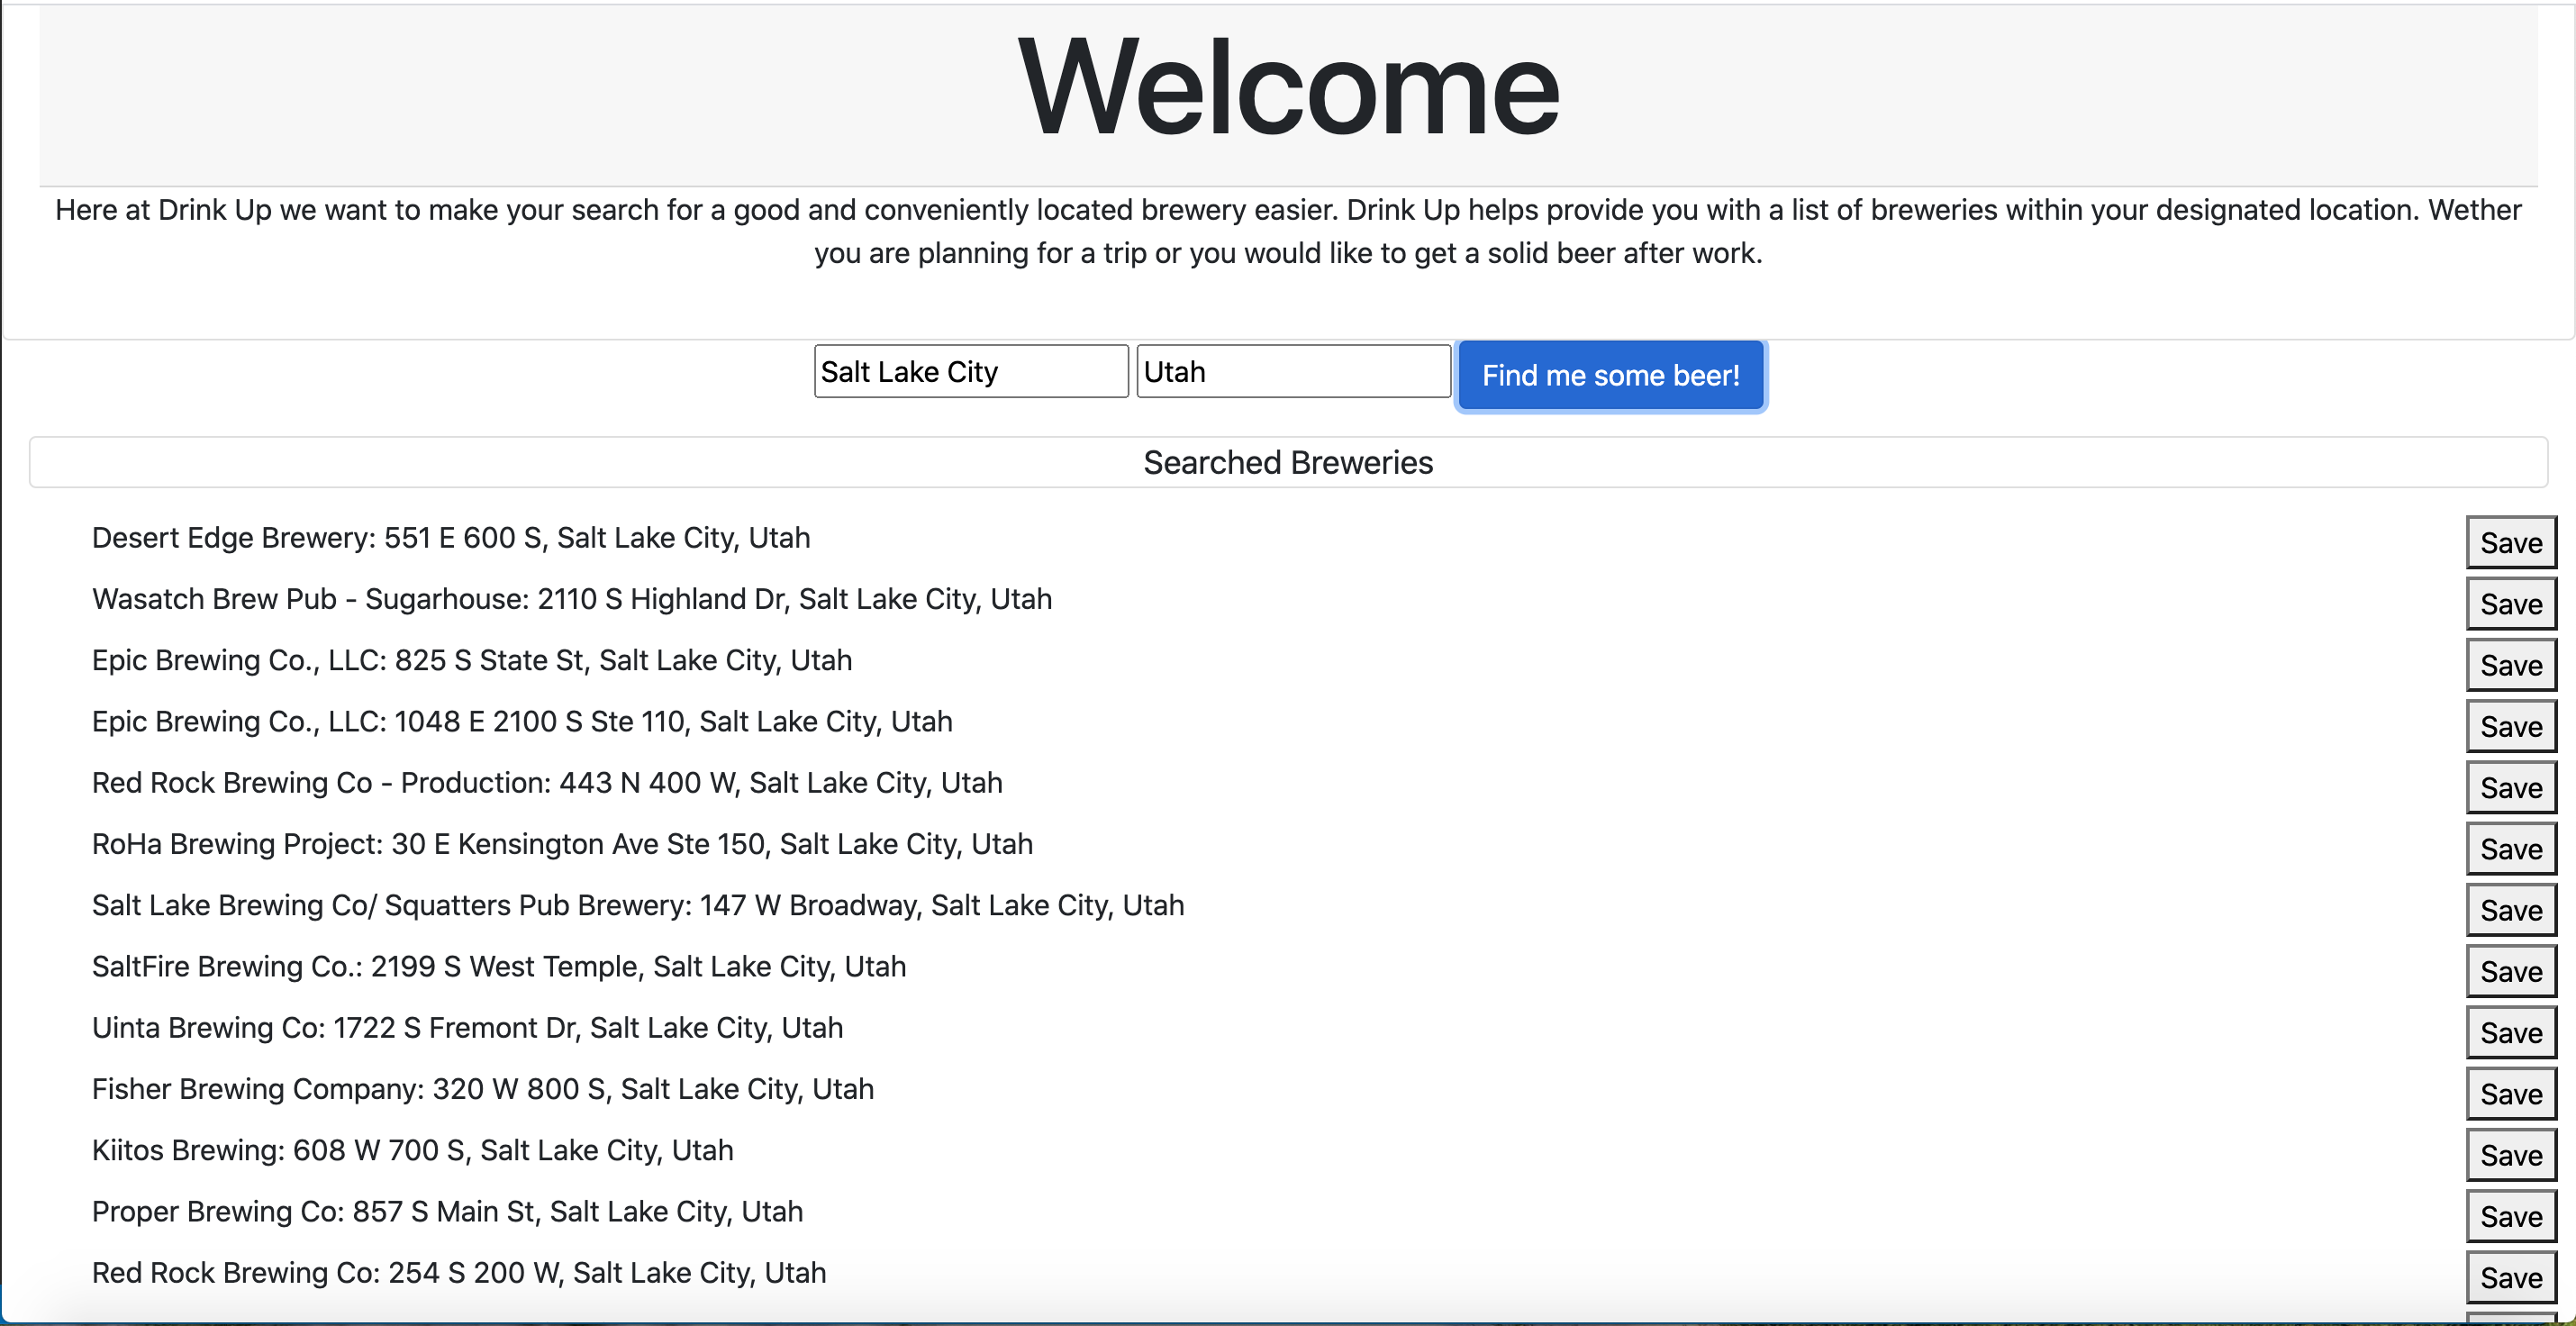 Welcome
Here at Drink Up we want to make your search for a good and conveniently located brewery easier. Drink Up helps provide you with a list of breweries within your designated location. Wether
you are planning for a trip or you would like to get a solid beer after work.
Salt Lake City Utah Find me some beer!
Searched Breweries
Desert Edge Brewery: 551 E 600 S, Salt Lake City, Utah Save
Wasatch Brew Pub - Sugarhouse: 2110 S Highland Dr, Salt Lake City, Utah Save
Epic Brewing Co., LLC: 825 S State St, Salt Lake City, Utah Save
Epic Brewing Co., LLC: 1048 E 2100 S Ste 110, Salt Lake City, Utah Save
Red Rock Brewing Co - Production: 443 N 400 W, Salt Lake City, Utah Save
RoHa Brewing Project: 30 E Kensington Ave Ste 150, Salt Lake City, Utah Save
Salt Lake Brewing Co/ Squatters Pub Brewery: 147 W Broadway, Salt Lake City, Utah Save
SaltFire Brewing Co.: 2199 S West Temple, Salt Lake City, Utah Save
Uinta Brewing Co: 1722 S Fremont Dr, Salt Lake City, Utah Save
Fisher Brewing Company: 320 W 800 S, Salt Lake City, Utah Save
Kiitos Brewing: 608 W 700 S, Salt Lake City, Utah Save
Proper Brewing Co: 857 S Main St, Salt Lake City, Utah Save
Red Rock Brewing Co: 254 S 200 W, Salt Lake City, Utah Save